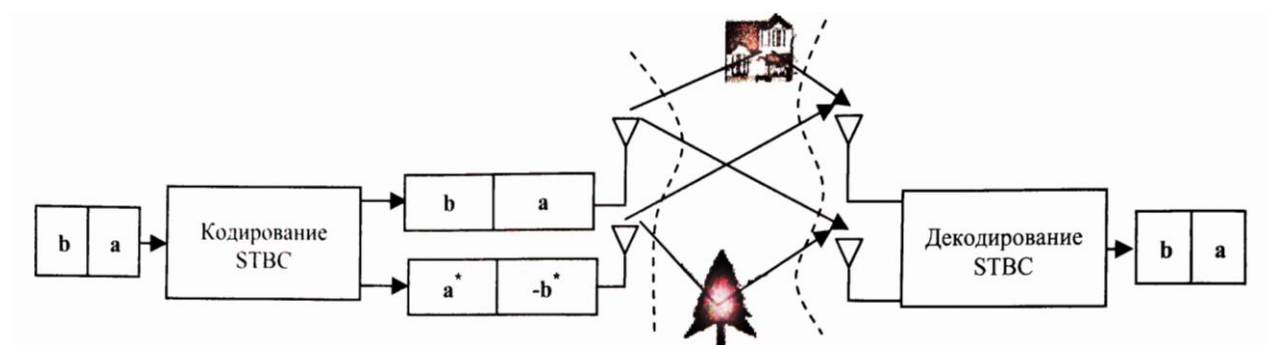 b a
Кодирование
STBC
b a
a* -b*
Декодирование
STBC
b a